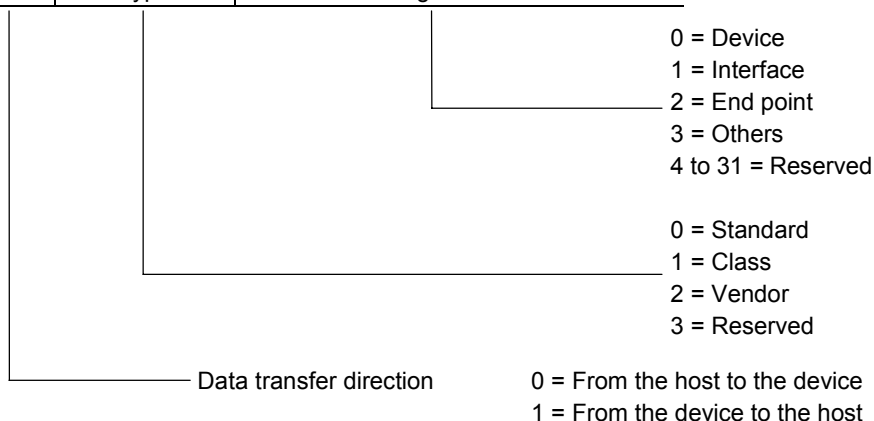 0 = Device
1 = Interface
2 = End point
3 = Others
4 to 31 = Reserved
0 = Standard
1 = Class
2 = Vendor
3 = Reserved
Data transfer direction 0 = From the host to the device
1 = From the device to the host